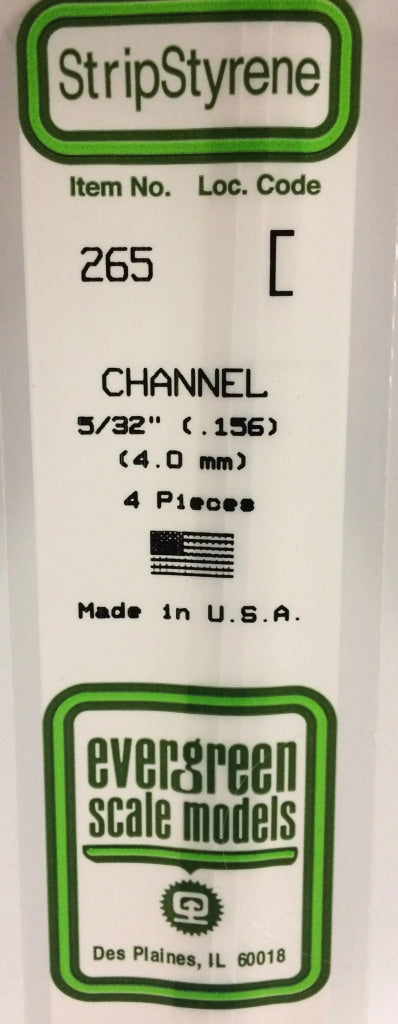 StripStyrene
Item No. Loc. Code
265 [
CHANNEL
5/32" (.156)
(4.0 mm)
4 Pieces
Made in U.S.A.
evergreen
scale models
Des Plaines, IL 60018